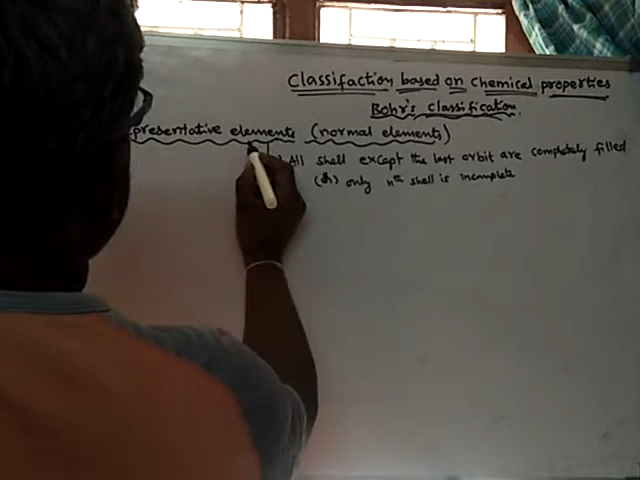 Classifaction based on Chemical properties
Bohr's classification.
presentative elements (normal elements)
All shell except the last orbit are completely filled
only nth shell is incomplete